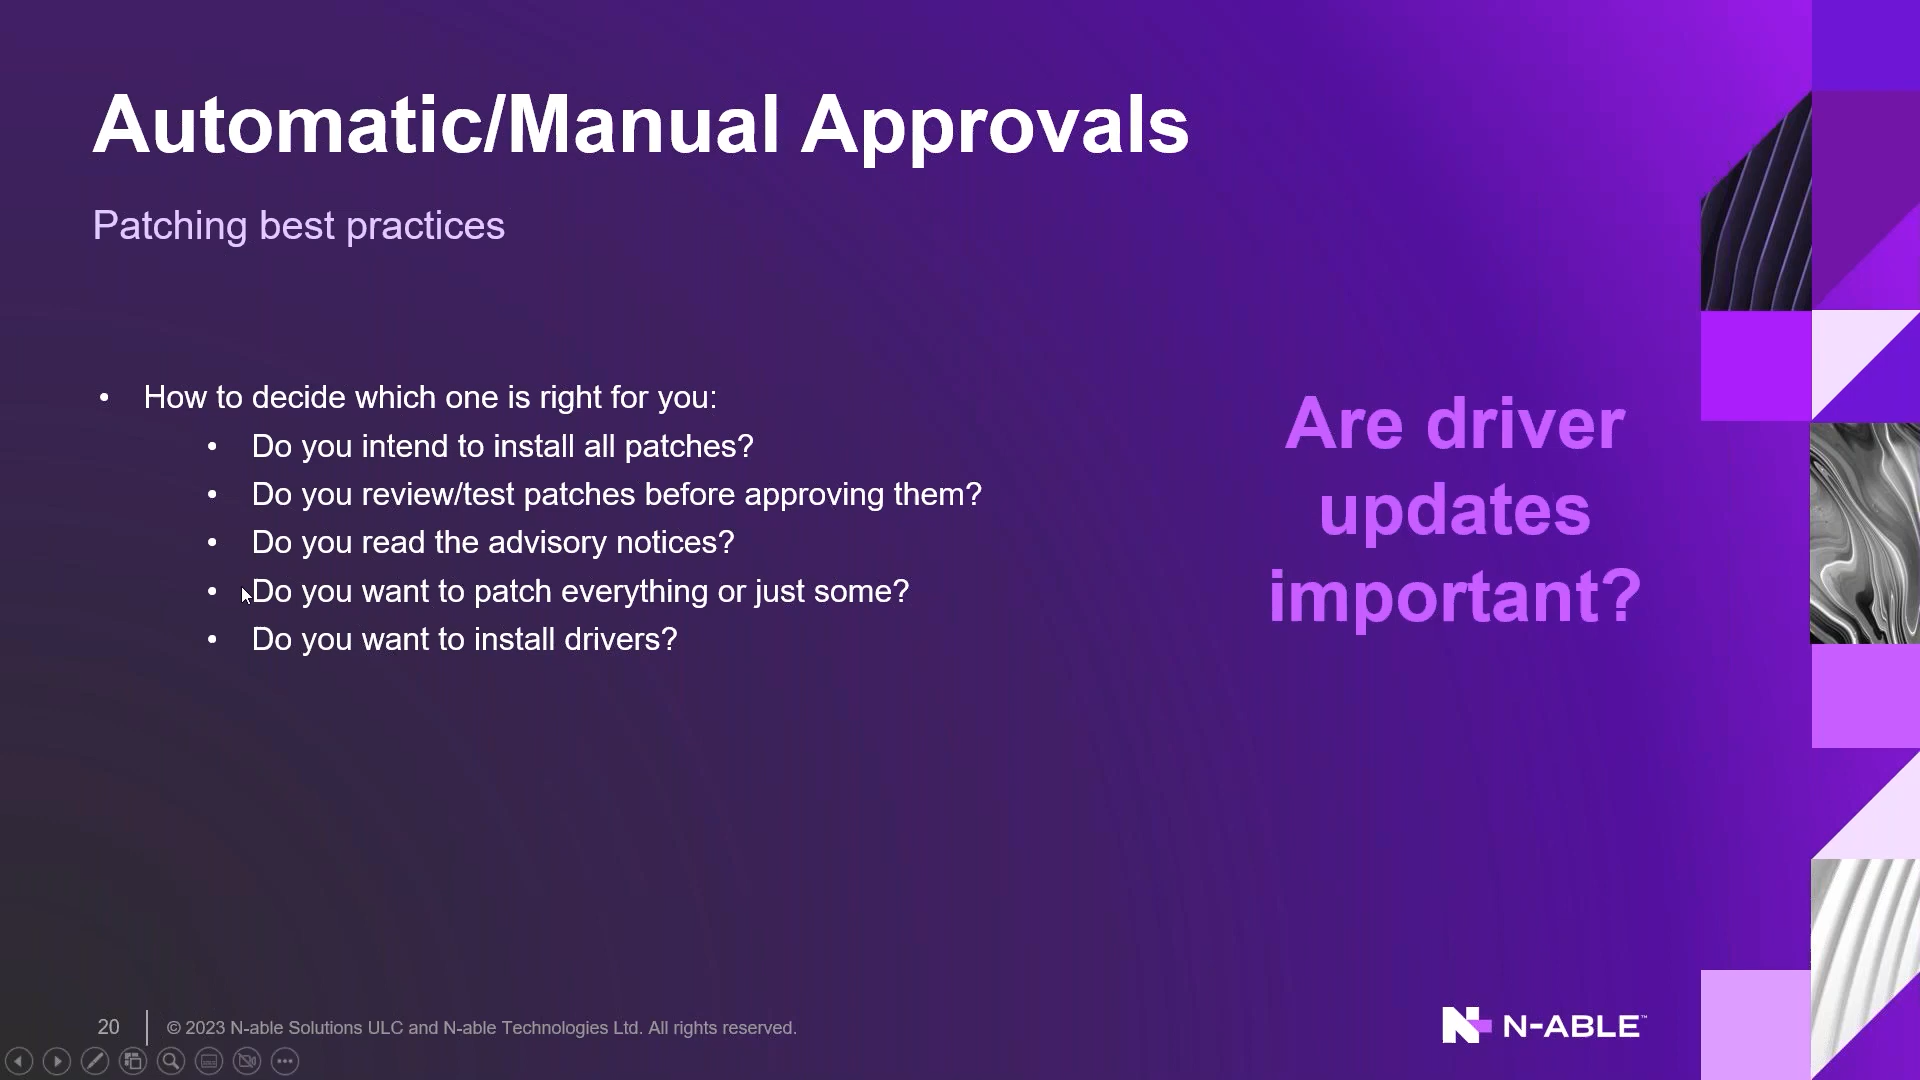 Automatic/Manual Approvals
Patching best practices
• How to decide which one is right for you:
• Do you intend to install all patches?
• Do you review/test patches before approving them?
• Do you read the advisory notices?
• Do you want to patch everything or just some?
• Do you want to install drivers?
Are driver
updates
important?
20
© 2023 N-able Solutions ULC and N-able Technologies Ltd. All rights reserved.
N-ABLE™